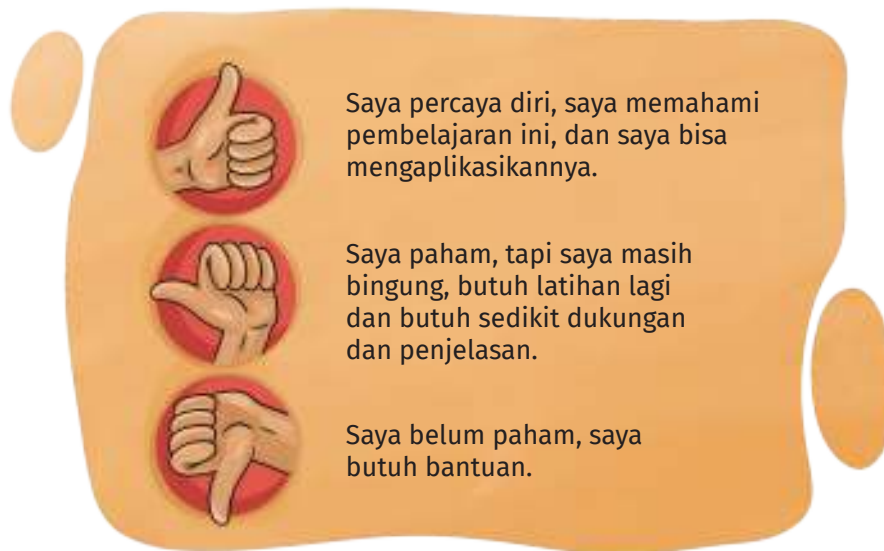 Saya percaya diri, saya memahami
pembelajaran ini, dan saya bisa
mengaplikasikannya.
Saya paham, tapi saya masih
bingung, butuh latihan lagi
dan butuh sedikit dukungan
dan penjelasan.
Saya belum paham, saya
butuh bantuan.